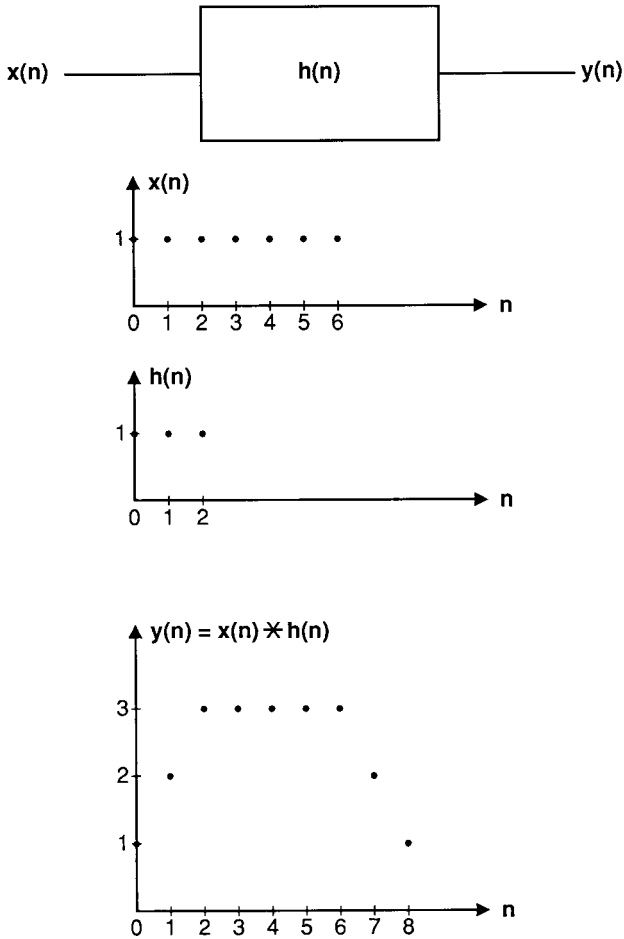 x(n) h(n) y(n)
x(n)
1
n
0 1 2 3 4 5 6
h(n)
1
n
0 1 2
y(n) = x(n) * h(n)
3
2
1
n
0 1 2 3 4 5 6 7 8